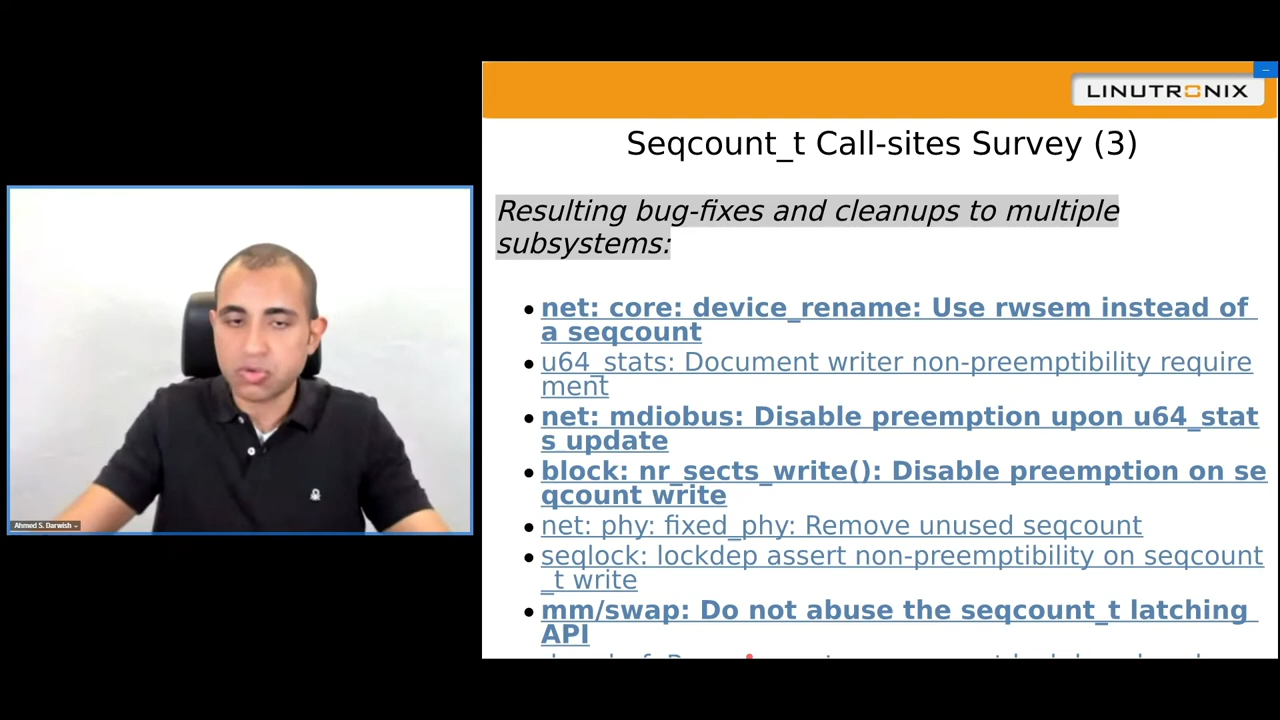 LINUTRONIX
Seqcount_t Call-sites Survey (3)
Resulting bug-fixes and cleanups to multiple
subsystems:
• net: core: device_rename: Use rwsem instead of
a seqcount
• u64_stats: Document writer non-preemptibility require
ment
• net: mdiobus: Disable preemption upon u64_stat
s update
• block: nr_sects_write(): Disable preemption on se
qcount write
• net: phy: fixed_phy: Remove unused seqcount
• seqlock: lockdep assert non-preemptibility on seqcount
_t write
• mm/swap: Do not abuse the seqcount_t latching
API
Ahmed S. Darwish